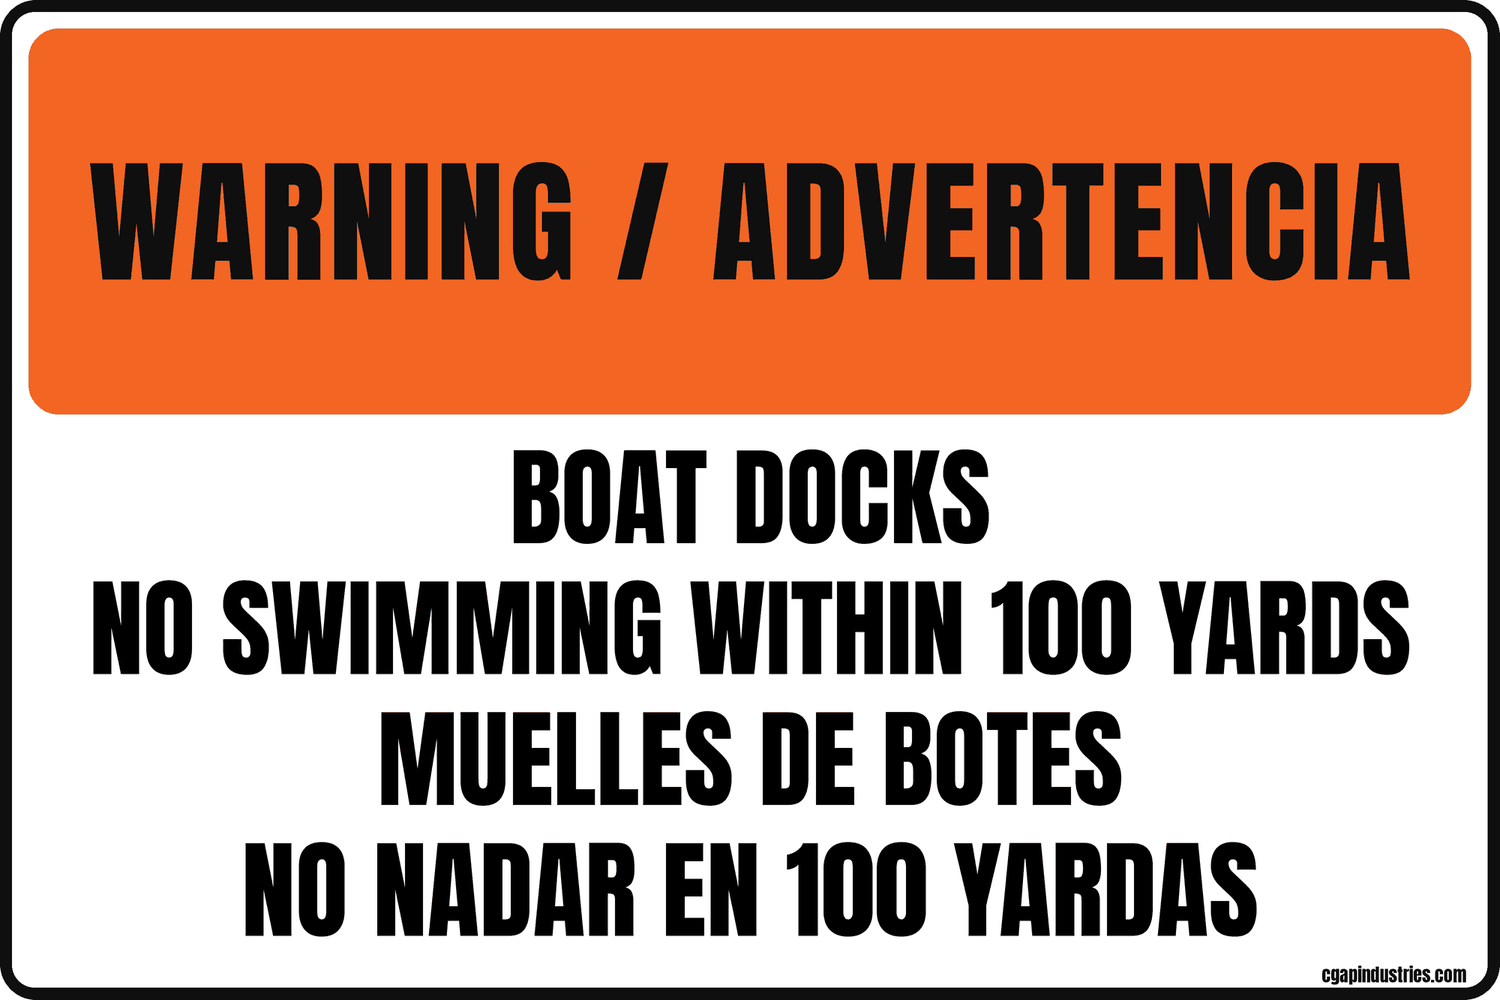 WARNING / ADVERTENCIA
BOAT DOCKS
NO SWIMMING WITHIN 100 YARDS
MUELLES DE BOTES
NO NADAR EN 100 YARDAS
cgapindustries.com